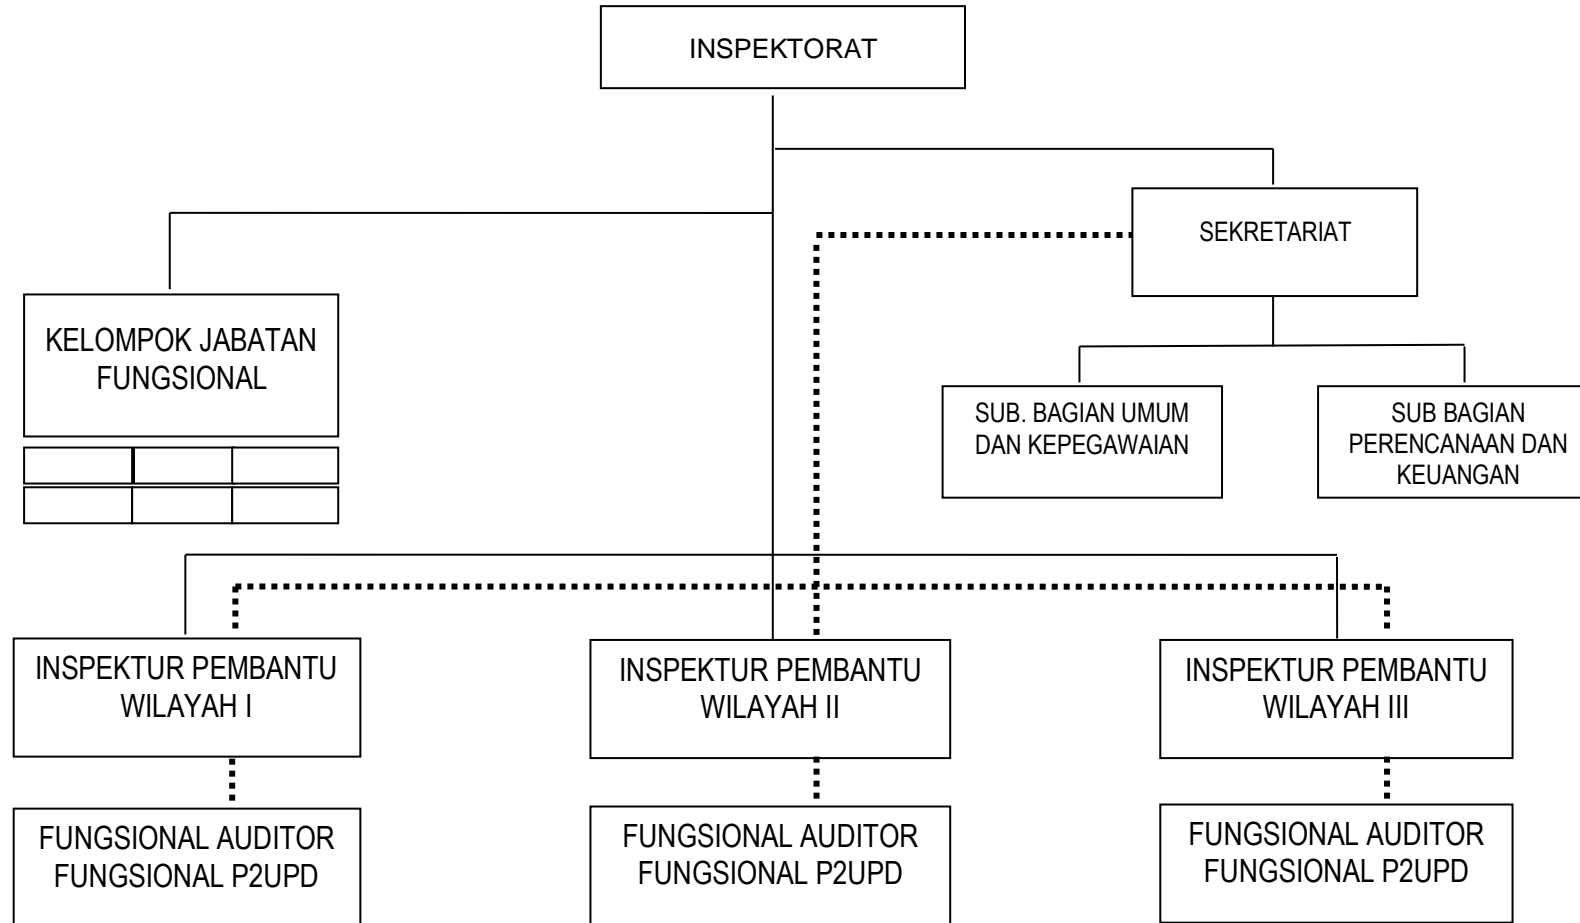 INSPEKTORAT
SEKRETARIAT
KELOMPOK JABATAN
FUNGSIONAL
SUB. BAGIAN UMUM
DAN KEPEGAWAIAN
SUB BAGIAN
PERENCANAAN DAN
KEUANGAN
INSPEKTUR PEMBANTU
WILAYAH I
INSPEKTUR PEMBANTU
WILAYAH II
INSPEKTUR PEMBANTU
WILAYAH III
FUNGSIONAL AUDITOR
FUNGSIONAL P2UPD
FUNGSIONAL AUDITOR
FUNGSIONAL P2UPD
FUNGSIONAL AUDITOR
FUNGSIONAL P2UPD